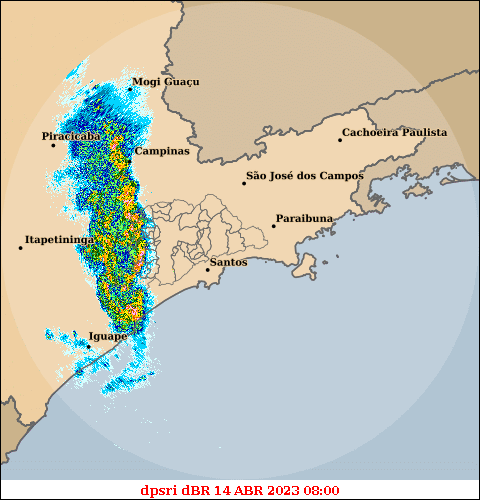 Mogi Guaçu
Piracicaba
Cachoeira Paulista
Campinas
São José dos Campos
Paraibuna
Itapetininga
Santos
Iguape
dpsri dBR 14 ABR 2023 08:00